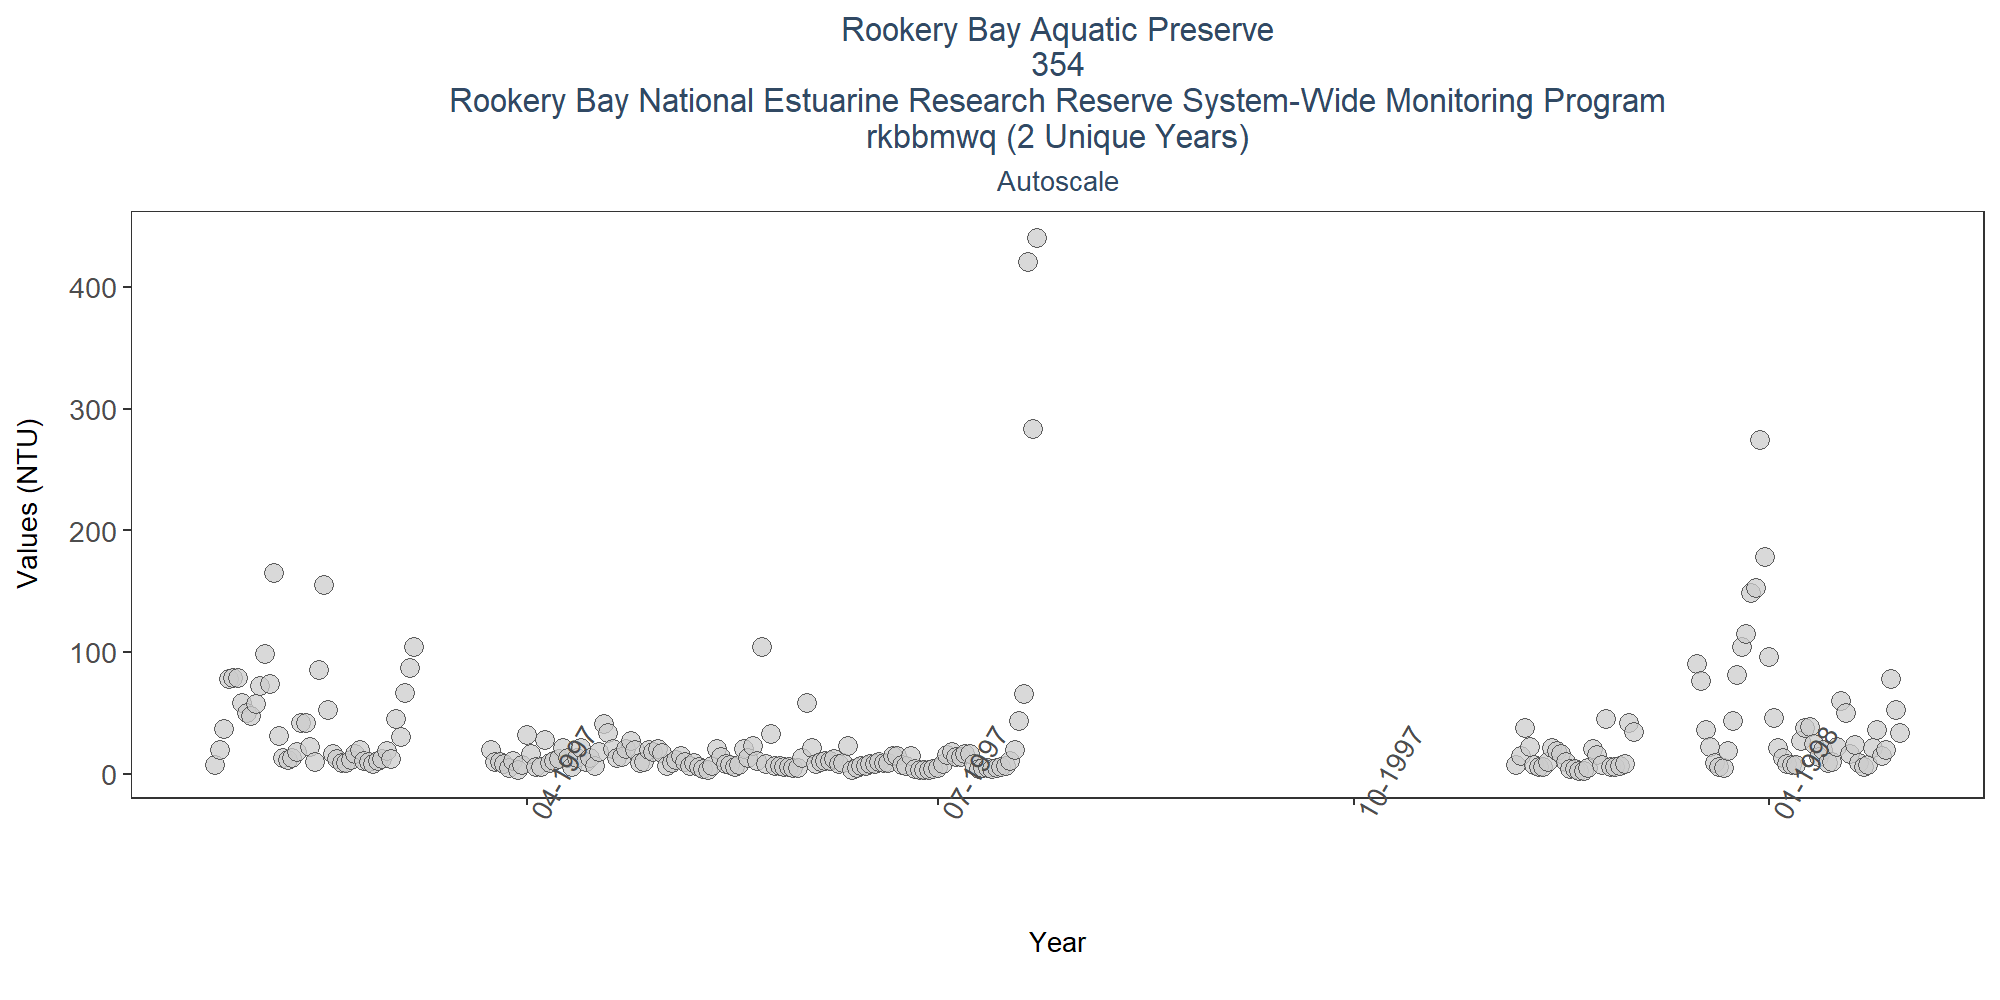 Rookery Bay Aquatic Preserve
354
Rookery Bay National Estuarine Research Reserve System-Wide Monitoring Program
rkbbmwq (2 Unique Years)
Autoscale
Values (NTU)
400
300
200
100
0
04-1997
07-1997
10-1997
01-1998
Year